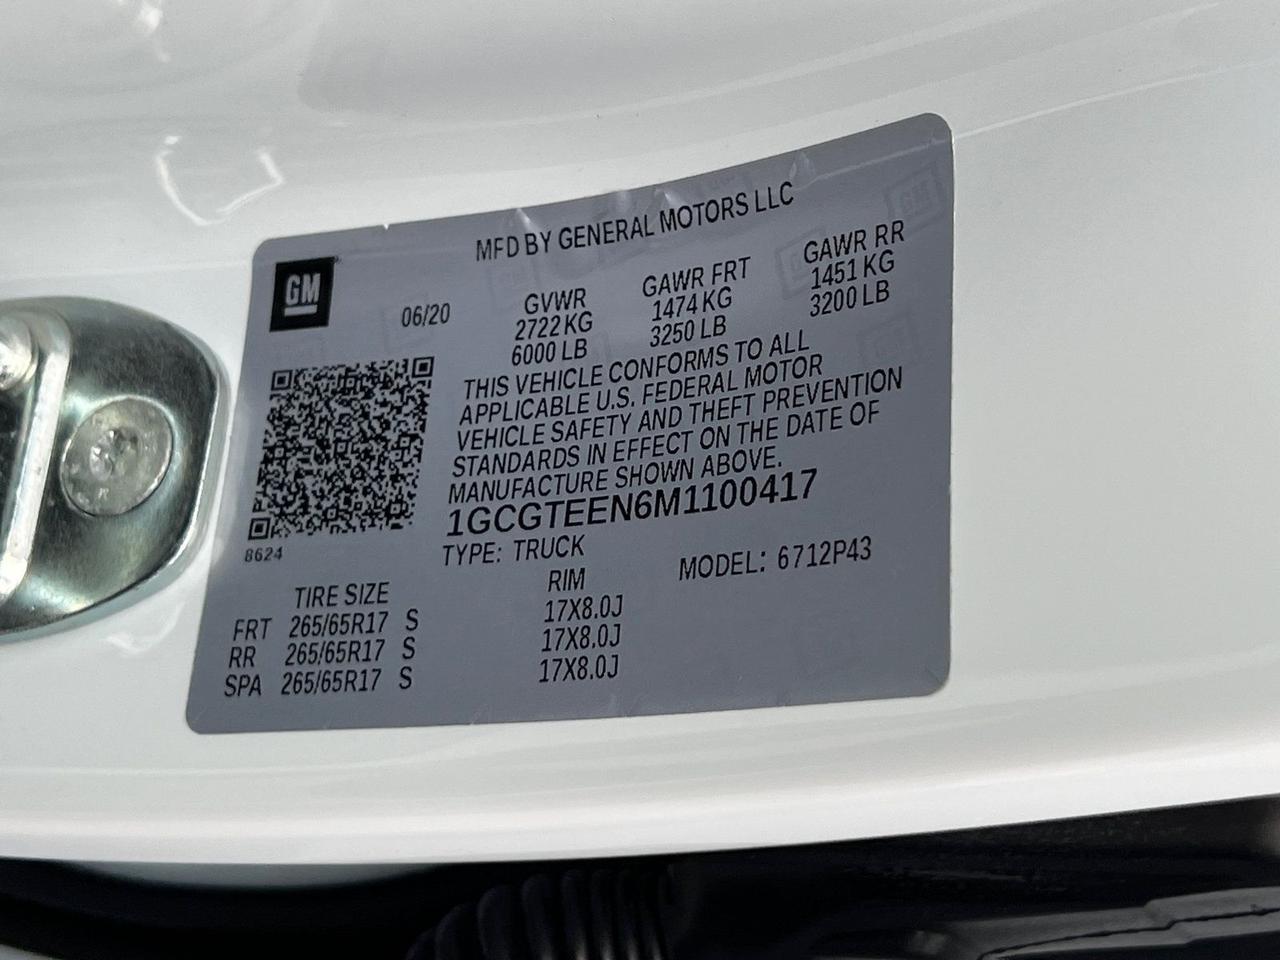 MFD BY GENERAL MOTORS LLC
GM
06/20
GVWR GAWR FRT GAWR RR
2722 KG 1474 KG 1451 KG
6000 LB 3250 LB 3200 LB
THIS VEHICLE CONFORMS TO ALL
APPLICABLE U.S. FEDERAL MOTOR
VEHICLE SAFETY AND THEFT PREVENTION
STANDARDS IN EFFECT ON THE DATE OF
MANUFACTURE SHOWN ABOVE.
1GCGTEEN6M1100417
8624
TYPE: TRUCK MODEL: 6712P43
TIRE SIZE RIM
FRT 265/65R17 S 17X8.0J
RR 265/65R17 S 17X8.0J
SPA 265/65R17 S 17X8.0J